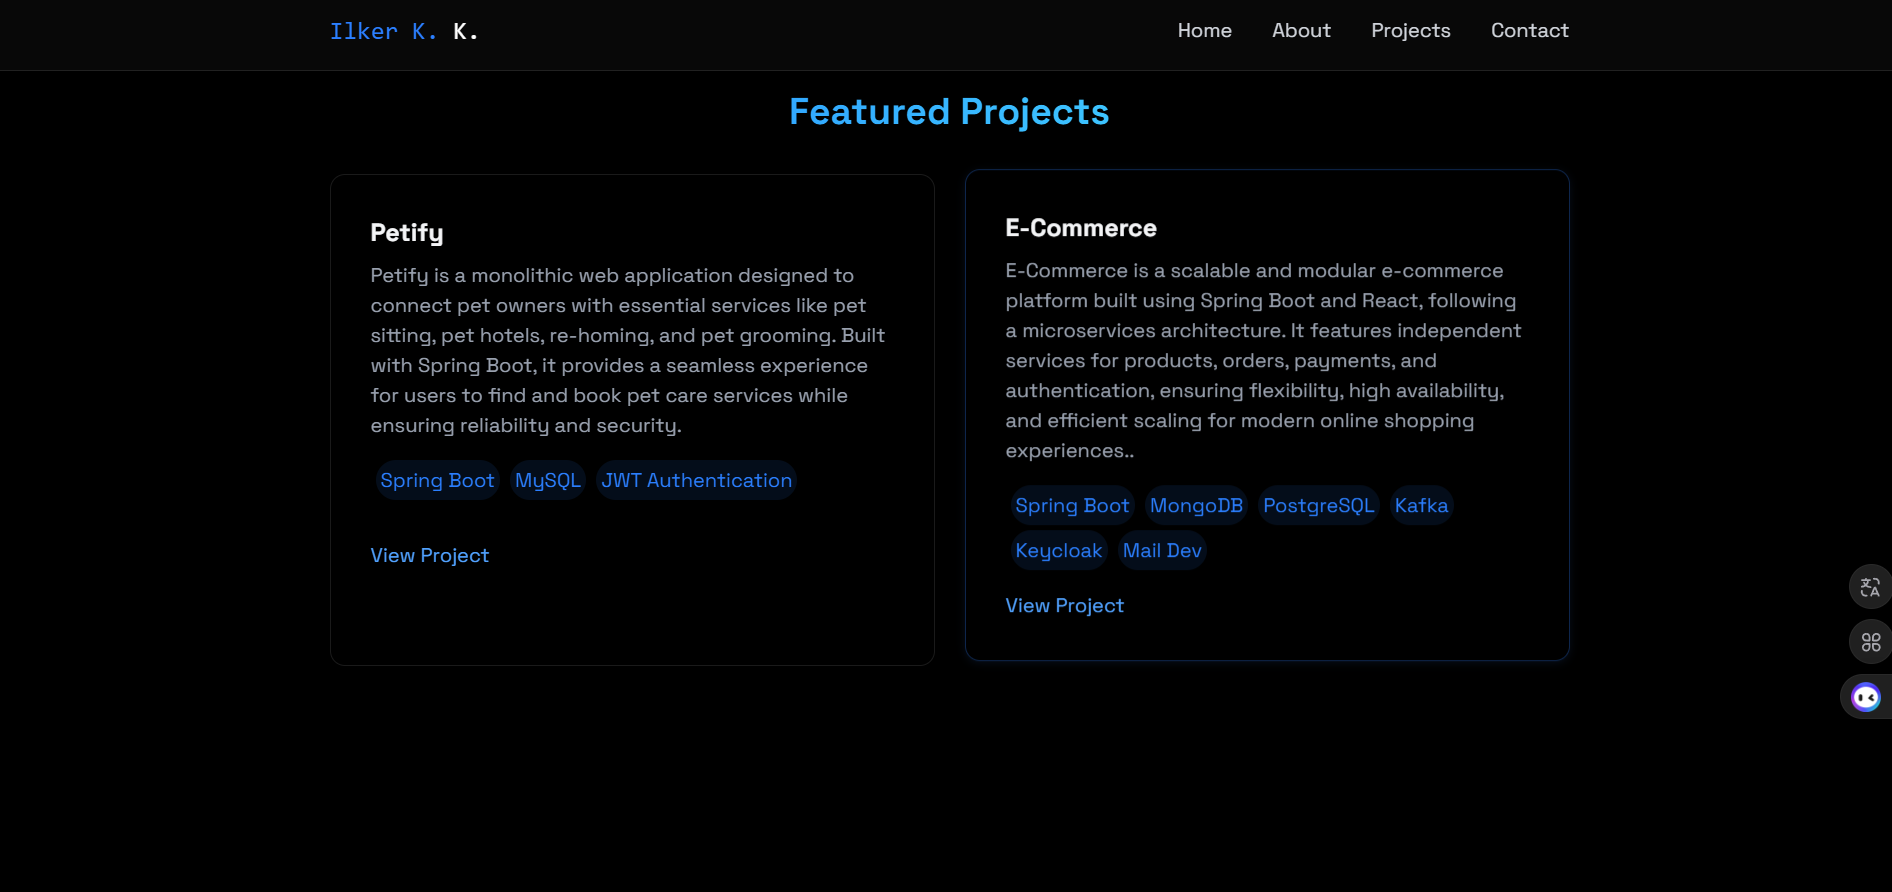 Ilker K. K.
Home About Projects Contact
Featured Projects
Petify
Petify is a monolithic web application designed to
connect pet owners with essential services like pet
sitting, pet hotels, re-homing, and pet grooming. Built
with Spring Boot, it provides a seamless experience
for users to find and book pet care services while
ensuring reliability and security.
Spring Boot MySQL JWT Authentication
View Project
E-Commerce
E-Commerce is a scalable and modular e-commerce
platform built using Spring Boot and React, following
a microservices architecture. It features independent
services for products, orders, payments, and
authentication, ensuring flexibility, high availability,
and efficient scaling for modern online shopping
experiences..
Spring Boot MongoDB PostgreSQL Kafka
Keycloak Mail Dev
View Project